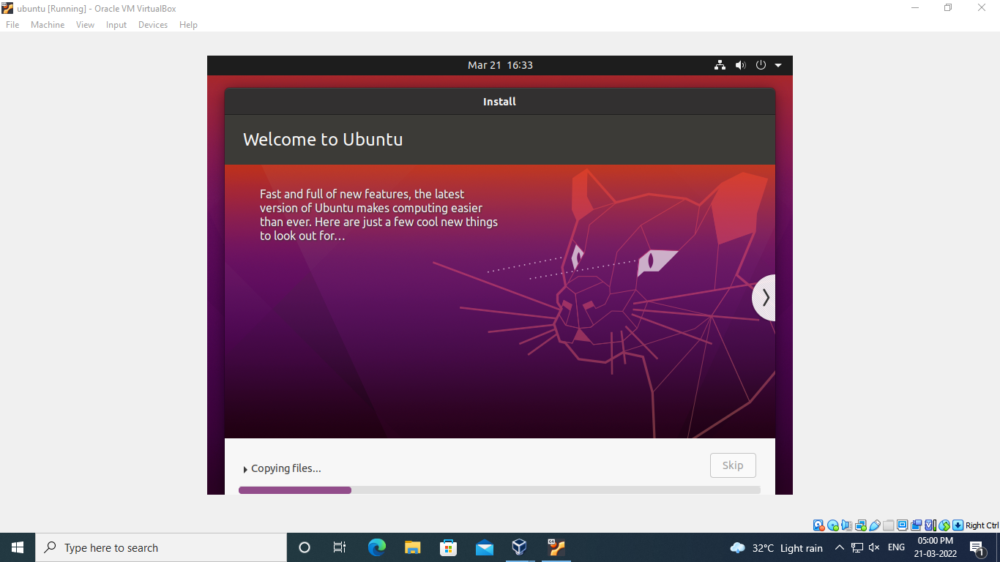 ubuntu [Running] - Oracle VM VirtualBox
File Machine View Input Devices Help
Mar 21 16:33
Install
Welcome to Ubuntu
Fast and full of new features, the latest
version of Ubuntu makes computing easier
than ever. Here are just a few cool new things
to look out for…
Copying files...
Skip
Right Ctrl
Type here to search
64
32°C Light rain
ENG
05:00 PM
21-03-2022
1